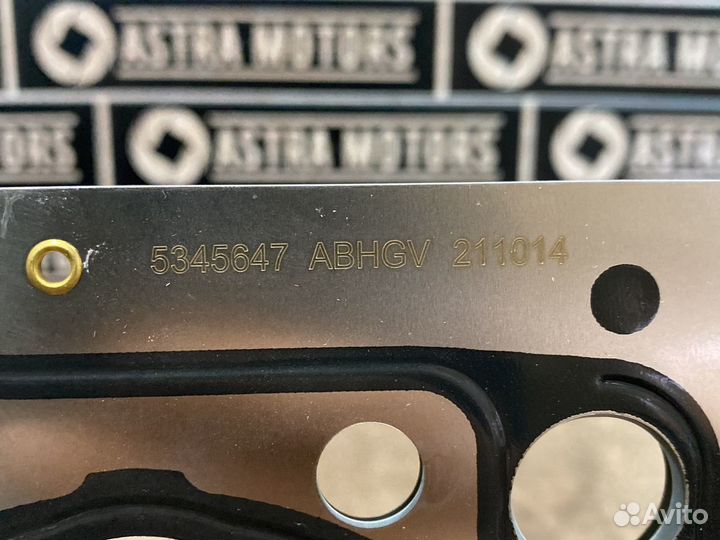 ASTRA MOTORS
ASTRA MOTORS
5345647 ABHGV 211014
Avito